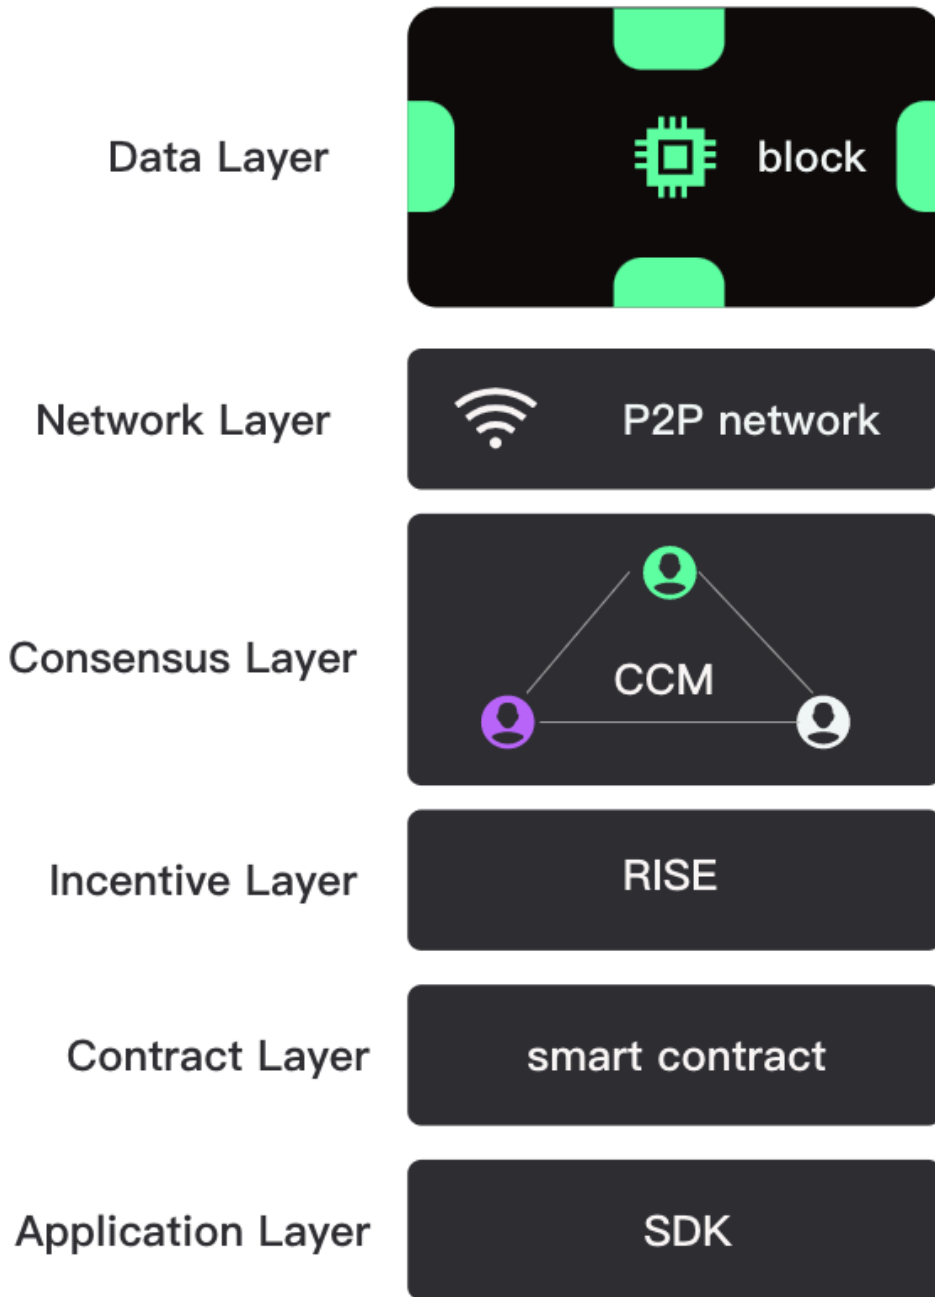 Data Layer
block
Network Layer
P2P network
Consensus Layer
CCM
Incentive Layer
RISE
Contract Layer
smart contract
Application Layer
SDK